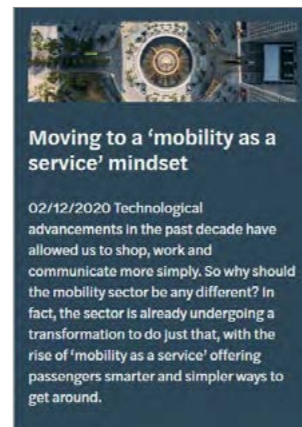 Moving to a ‘mobility as a
service’ mindset
02/12/2020 Technological
advancements in the past decade have
allowed us to shop, work and
communicate more simply. So why should
the mobility sector be any different? In
fact, the sector is already undergoing a
transformation to do just that, with the
rise of ‘mobility as a service’ offering
passengers smarter and simpler ways to
get around.